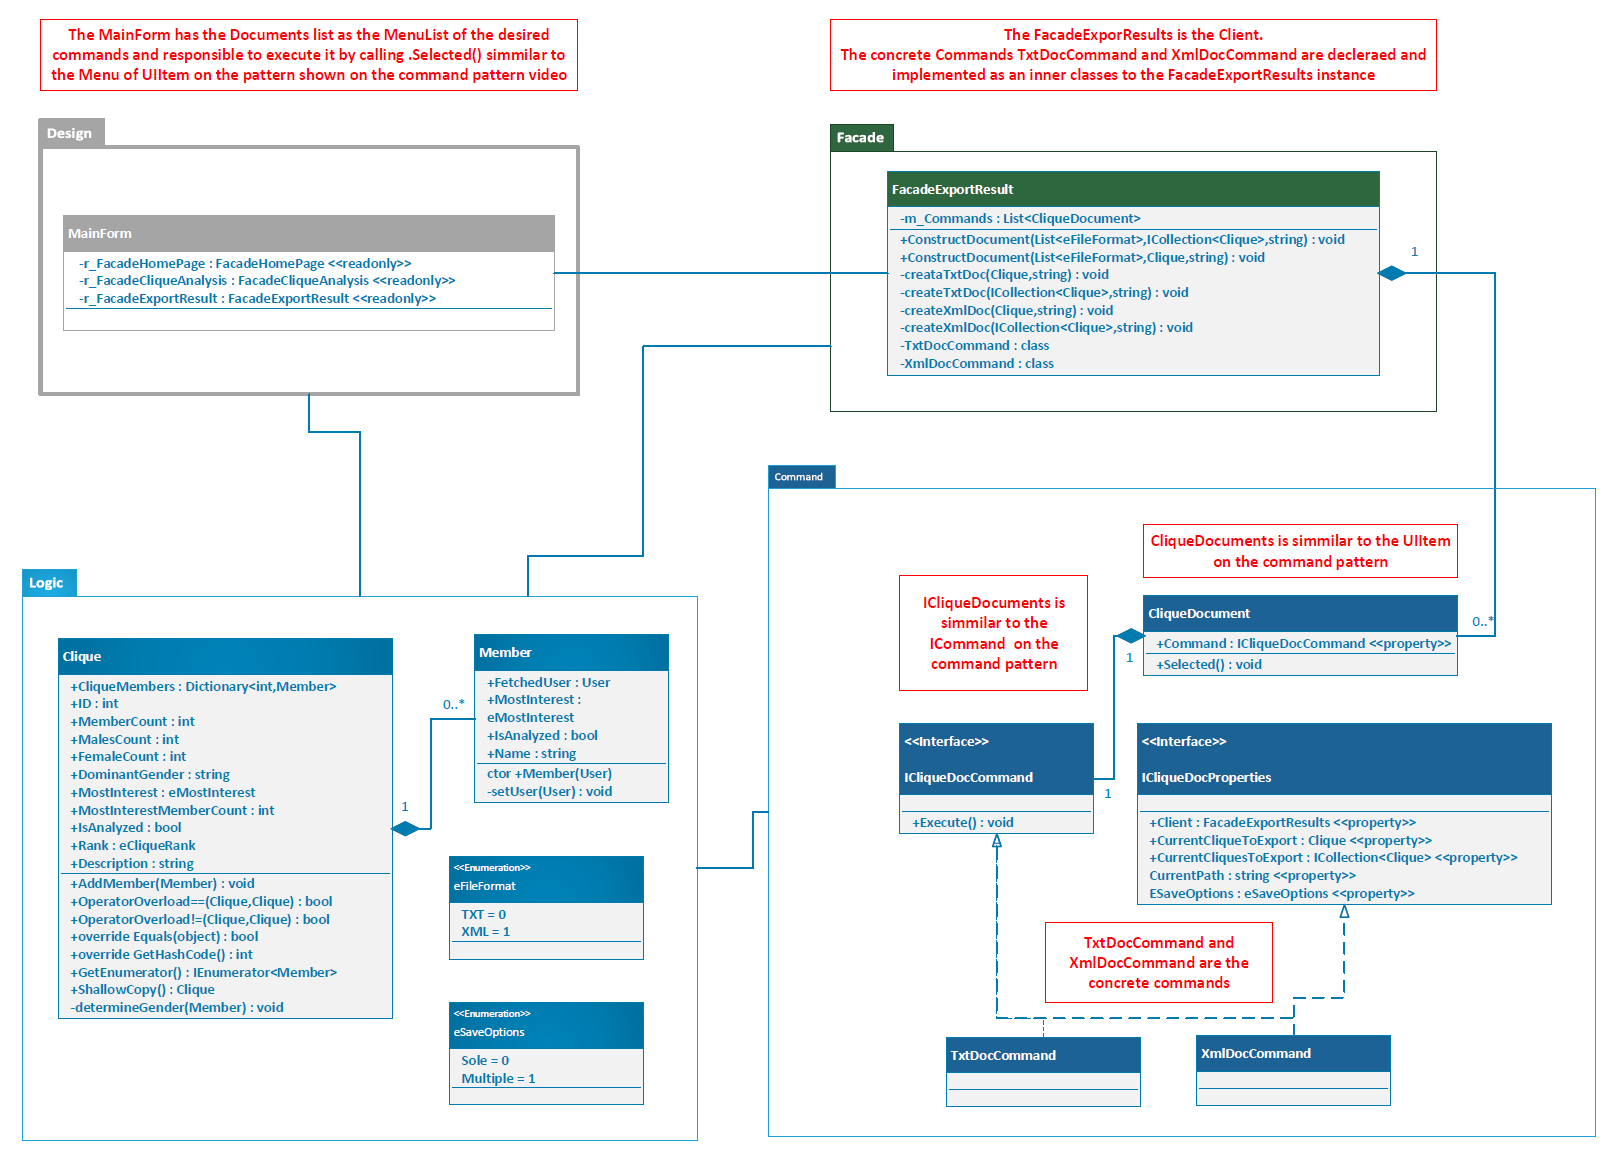 The MainForm has the Documents list as the MenuList of the desired
commands and responsible to execute it by calling .Selected() simmilar to
the Menu of UIItem on the pattern shown on the command pattern video
The FacadeExporResults is the Client.
The concrete Commands TxtDocCommand and XmlDocCommand are decleraed and
implemented as an inner classes to the FacadeExportResults instance
Design
MainForm
-r_FacadeHomePage : FacadeHomePage <<readonly>>
-r_FacadeCliqueAnalysis : FacadeCliqueAnalysis <<readonly>>
-r_FacadeExportResult : FacadeExportResult <<readonly>>
Facade
FacadeExportResult
-m_Commands : List<CliqueDocument>
+ConstructDocument(List<eFileFormat>,ICollection<Clique>,string) : void
+ConstructDocument(List<eFileFormat>,Clique,string) : void
-creataTxtDoc(Clique,string) : void
-createTxtDoc(ICollection<Clique>,string) : void
-createXmlDoc(Clique,string) : void
-createXmlDoc(ICollection<Clique>,string) : void
-TxtDocCommand : class
-XmlDocCommand : class
1
0..*
Logic
Clique
+CliqueMembers : Dictionary<int,Member>
+ID : int
+MemberCount : int
+MalesCount : int
+FemaleCount : int
+DominantGender : string
+MostInterest : eMostInterest
+MostInterestMemberCount : int
+IsAnalyzed : bool
+Rank : eCliqueRank
+Description : string
+AddMember(Member) : void
+OperatorOverload==(Clique,Clique) : bool
+OperatorOverload!=(Clique,Clique) : bool
+override Equals(object) : bool
+override GetHashCode() : int
+GetEnumerator() : IEnumerator<Member>
+ShallowCopy() : Clique
-determineGender(Member) : void
1
0..*
Member
+FetchedUser : User
+MostInterest :
eMostInterest
+IsAnalyzed : bool
+Name : string
ctor +Member(User)
-setUser(User) : void
<<Enumeration>>
eFileFormat
TXT = 0
XML = 1
<<Enumeration>>
eSaveOptions
Sole = 0
Multiple = 1
Command
CliqueDocuments is simmilar to the UIItem
on the command pattern
ICliqueDocuments is
simmilar to the
ICommand on the
command pattern
CliqueDocument
+Command : ICliqueDocCommand <<property>>
+Selected() : void
1
1
<<Interface>>
ICliqueDocCommand
+Execute() : void
<<Interface>>
ICliqueDocProperties
+Client : FacadeExportResults <<property>>
+CurrentCliqueToExport : Clique <<property>>
+CurrentCliquesToExport : ICollection<Clique> <<property>>
CurrentPath : string <<property>>
ESaveOptions : eSaveOptions <<property>>
TxtDocCommand and
XmlDocCommand are the
concrete commands
TxtDocCommand
XmlDocCommand